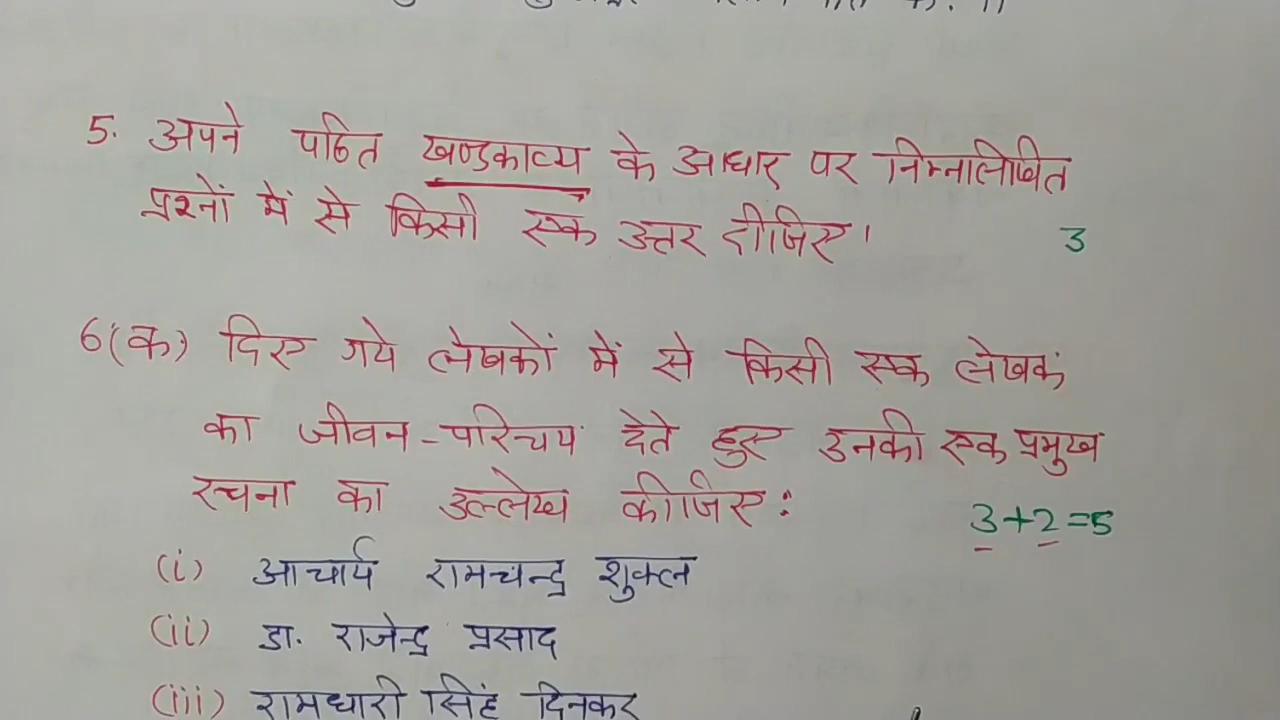 5. अपने पठित खण्डकाव्य के आधार पर निम्नलिखित
प्रश्नों में से किसी एक उत्तर दीजिए। 3
6(क) दिए गये लेखकों में से किसी एक लेखक
का जीवन-परिचय देते हुए उनकी एक प्रमुख
रचना का उल्लेख कीजिए: 3+2=5
(i) आचार्य रामचन्द्र शुक्ल
(ii) डा. राजेन्द्र प्रसाद
(iii) रामधारी सिंह दिनकर